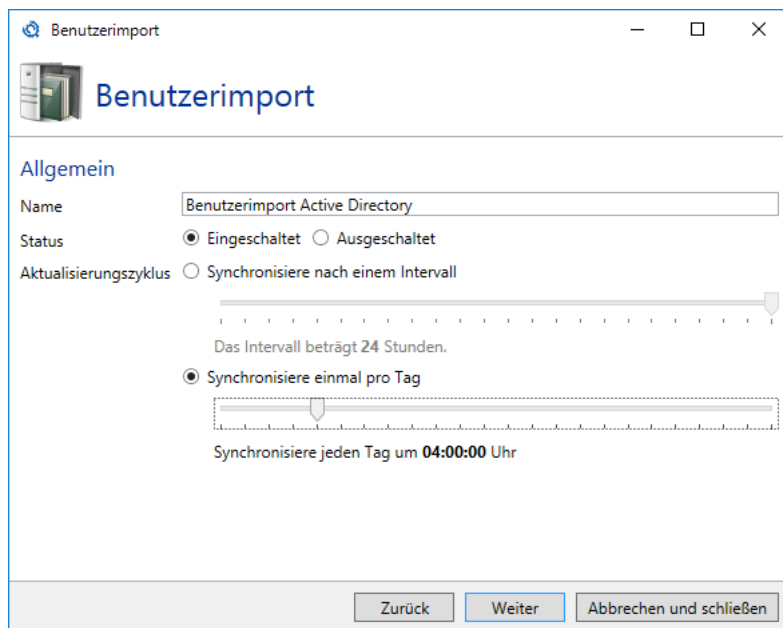 Benutzerimport
Benutzerimport
Allgemein
Name Benutzerimport Active Directory
Status Eingeschaltet Ausgeschaltet
Aktualisierungszyklus Synchronisiere nach einem Intervall
Das Intervall beträgt 24 Stunden.
Synchronisiere einmal pro Tag
Synchronisiere jeden Tag um 04:00:00 Uhr
Zurück Weiter Abbrechen und schließen